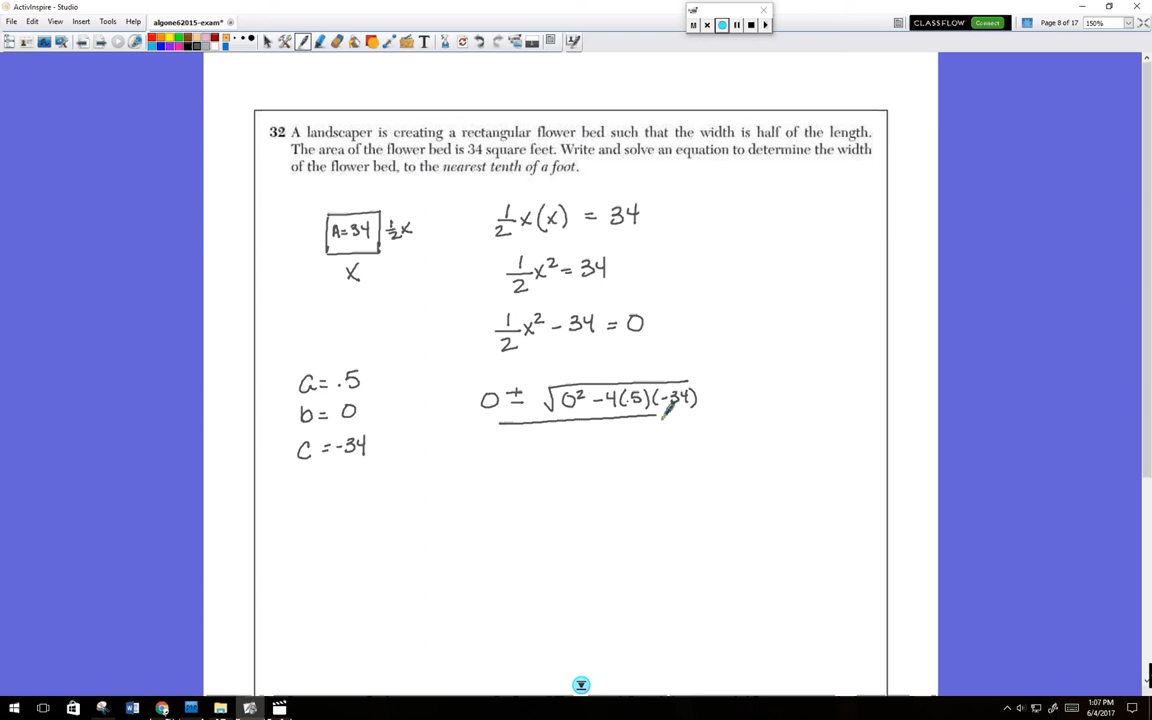 ActivInspire - Studio
File Edit View Insert Tools Help algone62015-exam*
CLASSFLOW Connect Page 8 of 17 150%
M
32 A landscaper is creating a rectangular flower bed such that the width is half of the length.
The area of the flower bed is 34 square feet. Write and solve an equation to determine the width
of the flower bed, to the nearest tenth of a foot.
A=34 1/2x
x
1/2x(x) = 34
1/2x² = 34
1/2x² - 34 = 0
a = .5
b = 0
c = -34
0 ± √0² - 4(.5)(-34)
1:07 PM
6/4/2017